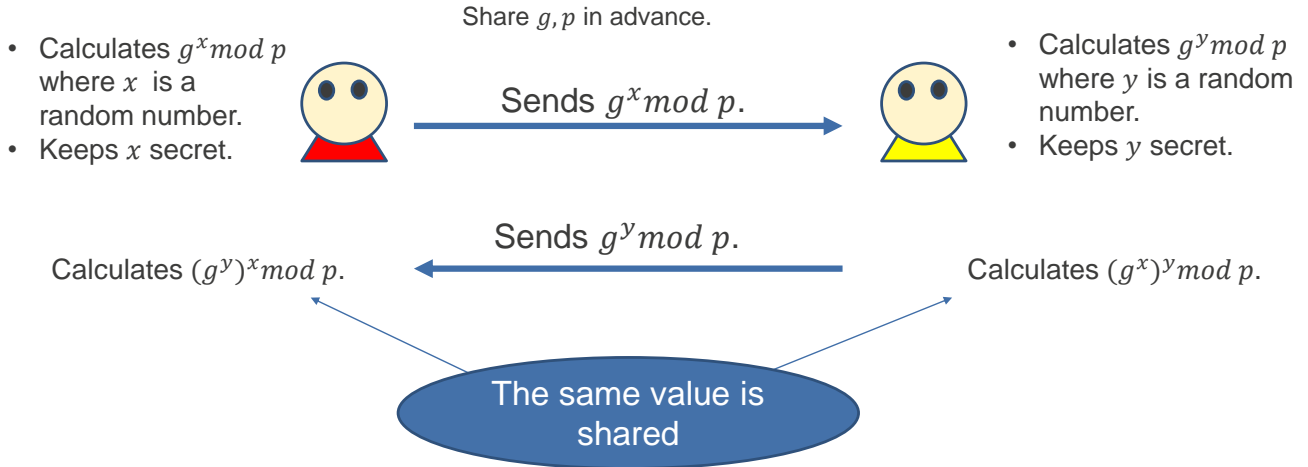 Share g, p in advance.
• Calculates g^x mod p
where x is a
random number.
• Keeps x secret.
Sends g^x mod p.
• Calculates g^y mod p
where y is a random
number.
• Keeps y secret.
Sends g^y mod p.
Calculates (g^y)^x mod p.
Calculates (g^x)^y mod p.
The same value is
shared